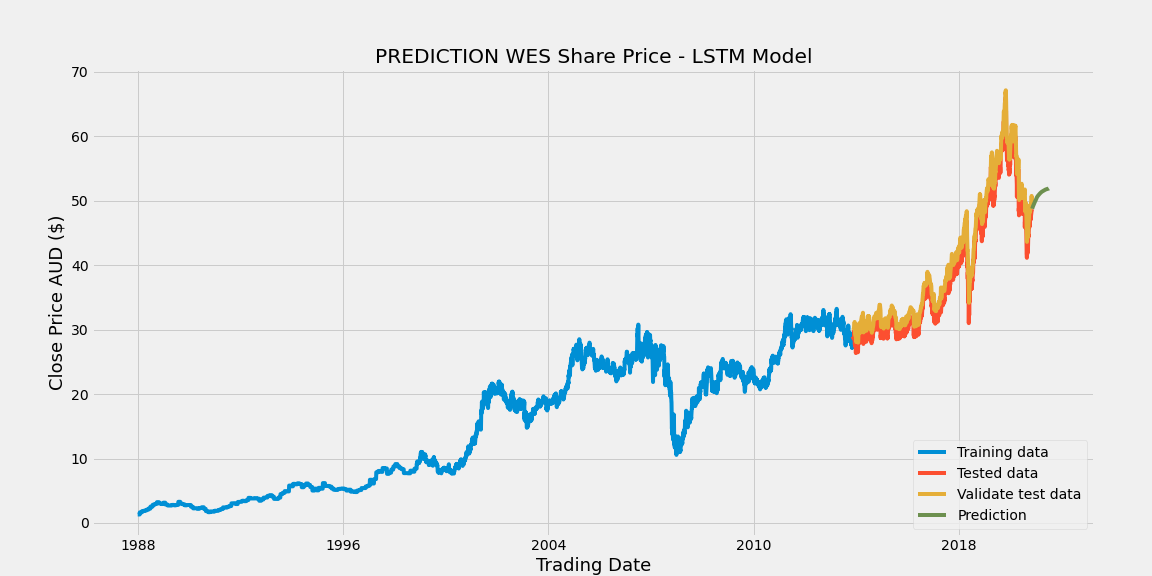 PREDICTION WES Share Price - LSTM Model
70
60
50
40
30
20
10
0
Close Price AUD ($)
1988
1996
2004
2010
2018
Trading Date
Training data
Tested data
Validate test data
Prediction